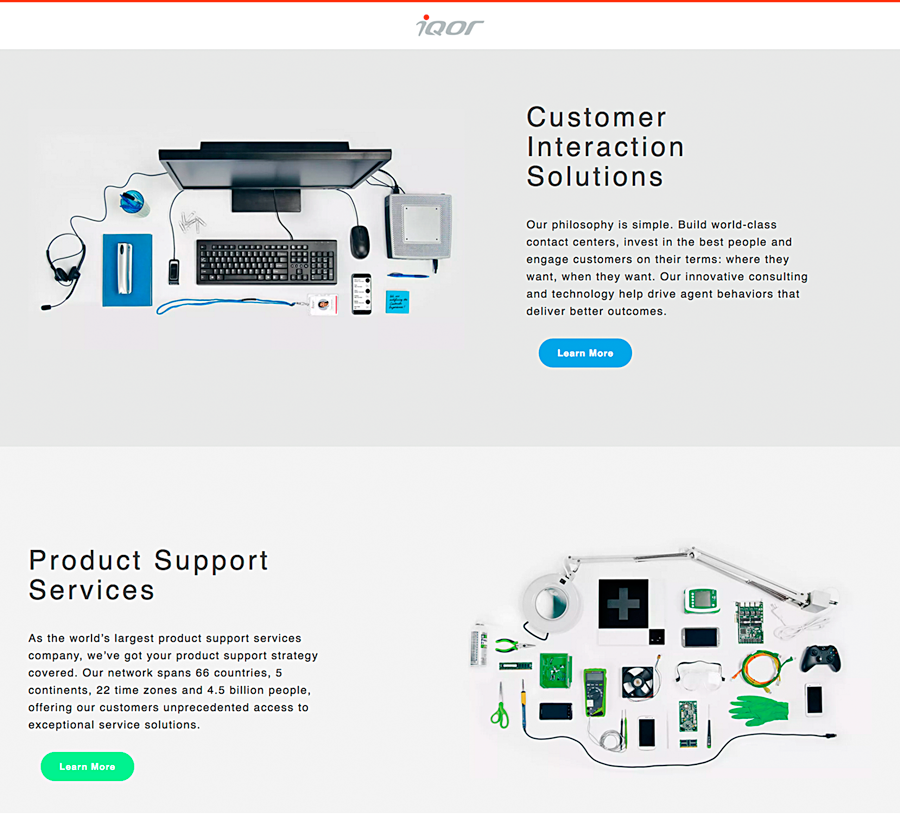 iqor
Customer
Interaction
Solutions
Our philosophy is simple. Build world-class
contact centers, invest in the best people and
engage customers on their terms: where they
want, when they want. Our innovative consulting
and technology help drive agent behaviors that
deliver better outcomes.
Learn More
Product Support
Services
As the world's largest product support services
company, we've got your product support strategy
covered. Our network spans 66 countries, 5
continents, 22 time zones and 4.5 billion people,
offering our customers unprecedented access to
exceptional service solutions.
Learn More